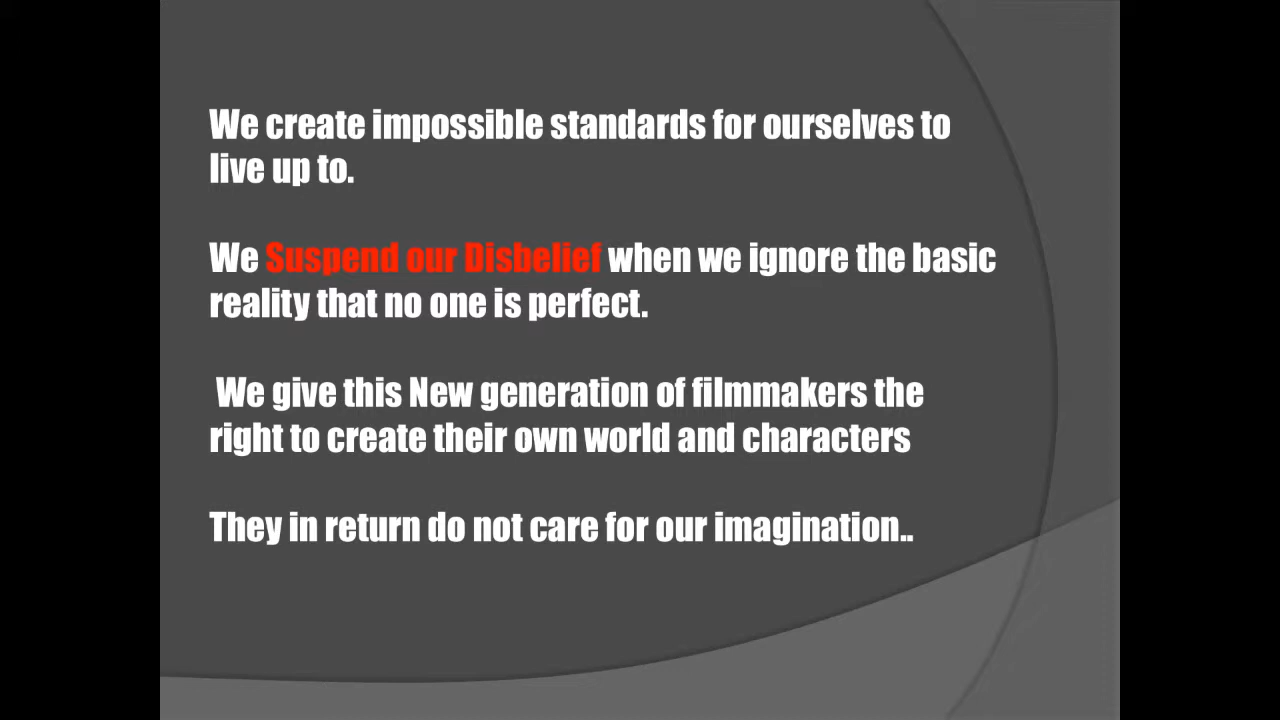 We create impossible standards for ourselves to
live up to.
We Suspend our Disbelief when we ignore the basic
reality that no one is perfect.
We give this New generation of filmmakers the
right to create their own world and characters
They in return do not care for our imagination..